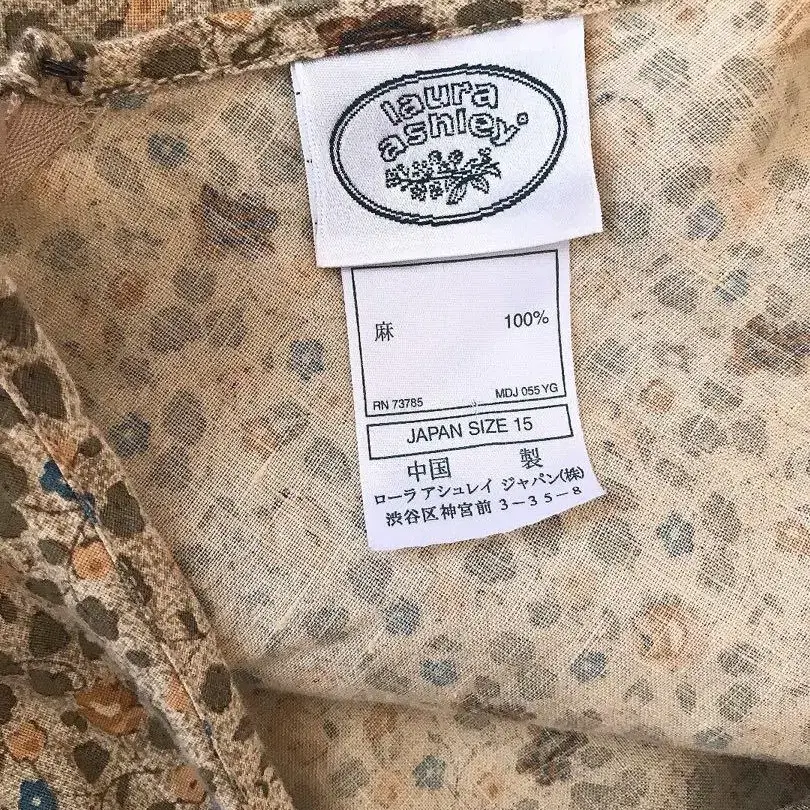 laura
ashley
麻 100%
RN 73785 MDJ 055 YG
JAPAN SIZE 15
中国 製
ローラ アシュレイ ジャパン(株)
渋谷区神宮前 3－35－8